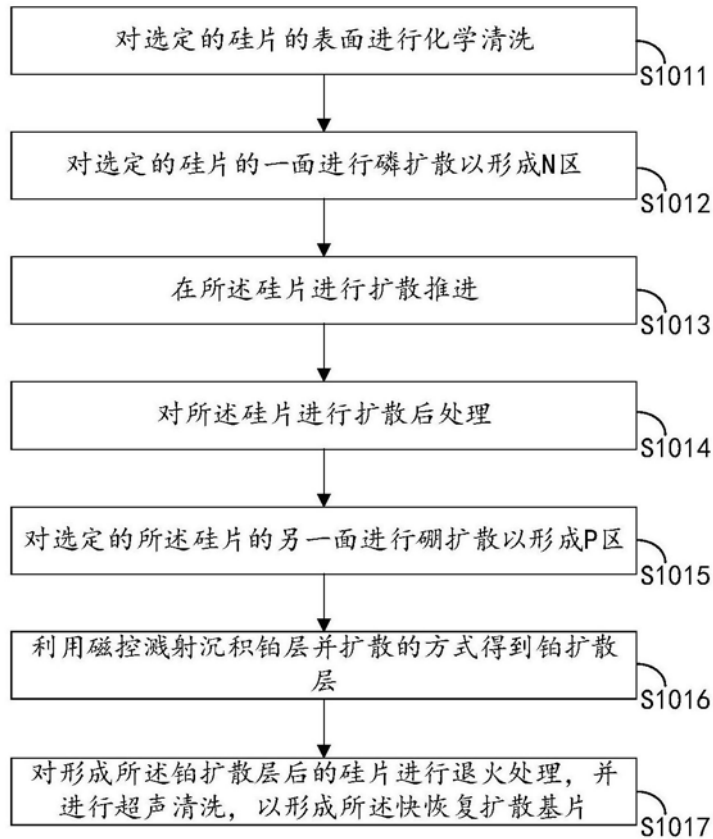 对选定的硅片的表面进行化学清洗
S1011
对选定的硅片的一面进行磷扩散以形成N区
S1012
在所述硅片进行扩散推进
S1013
对所述硅片进行扩散后处理
S1014
对选定的所述硅片的另一面进行硼扩散以形成P区
S1015
利用磁控溅射沉积铂层并扩散的方式得到铂扩散
层
S1016
对形成所述铂扩散层后的硅片进行退火处理，并
进行超声清洗，以形成所述快恢复扩散基片
S1017